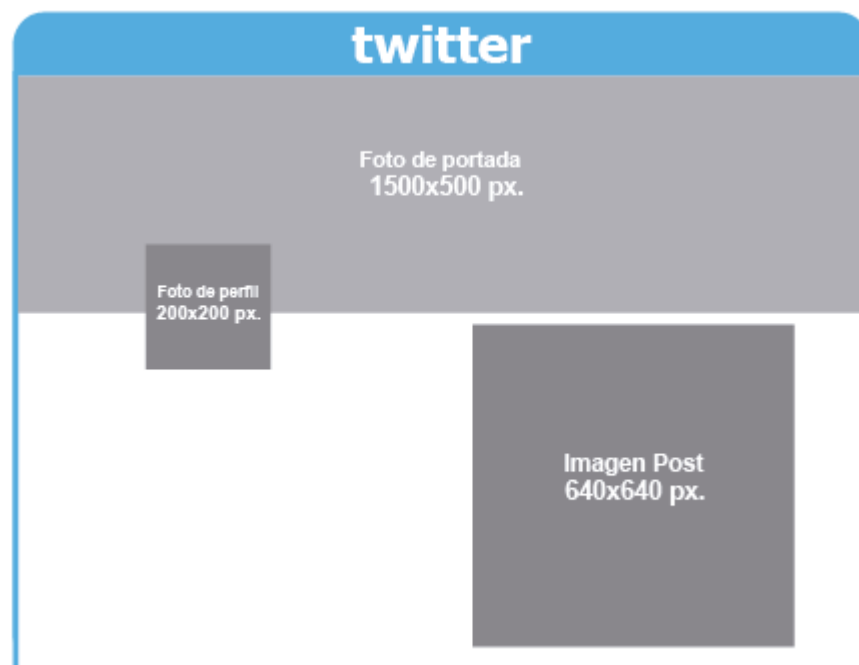 twitter
Foto de portada
1500x500 px.
Foto de perfil
200x200 px.
Imagen Post
640x640 px.